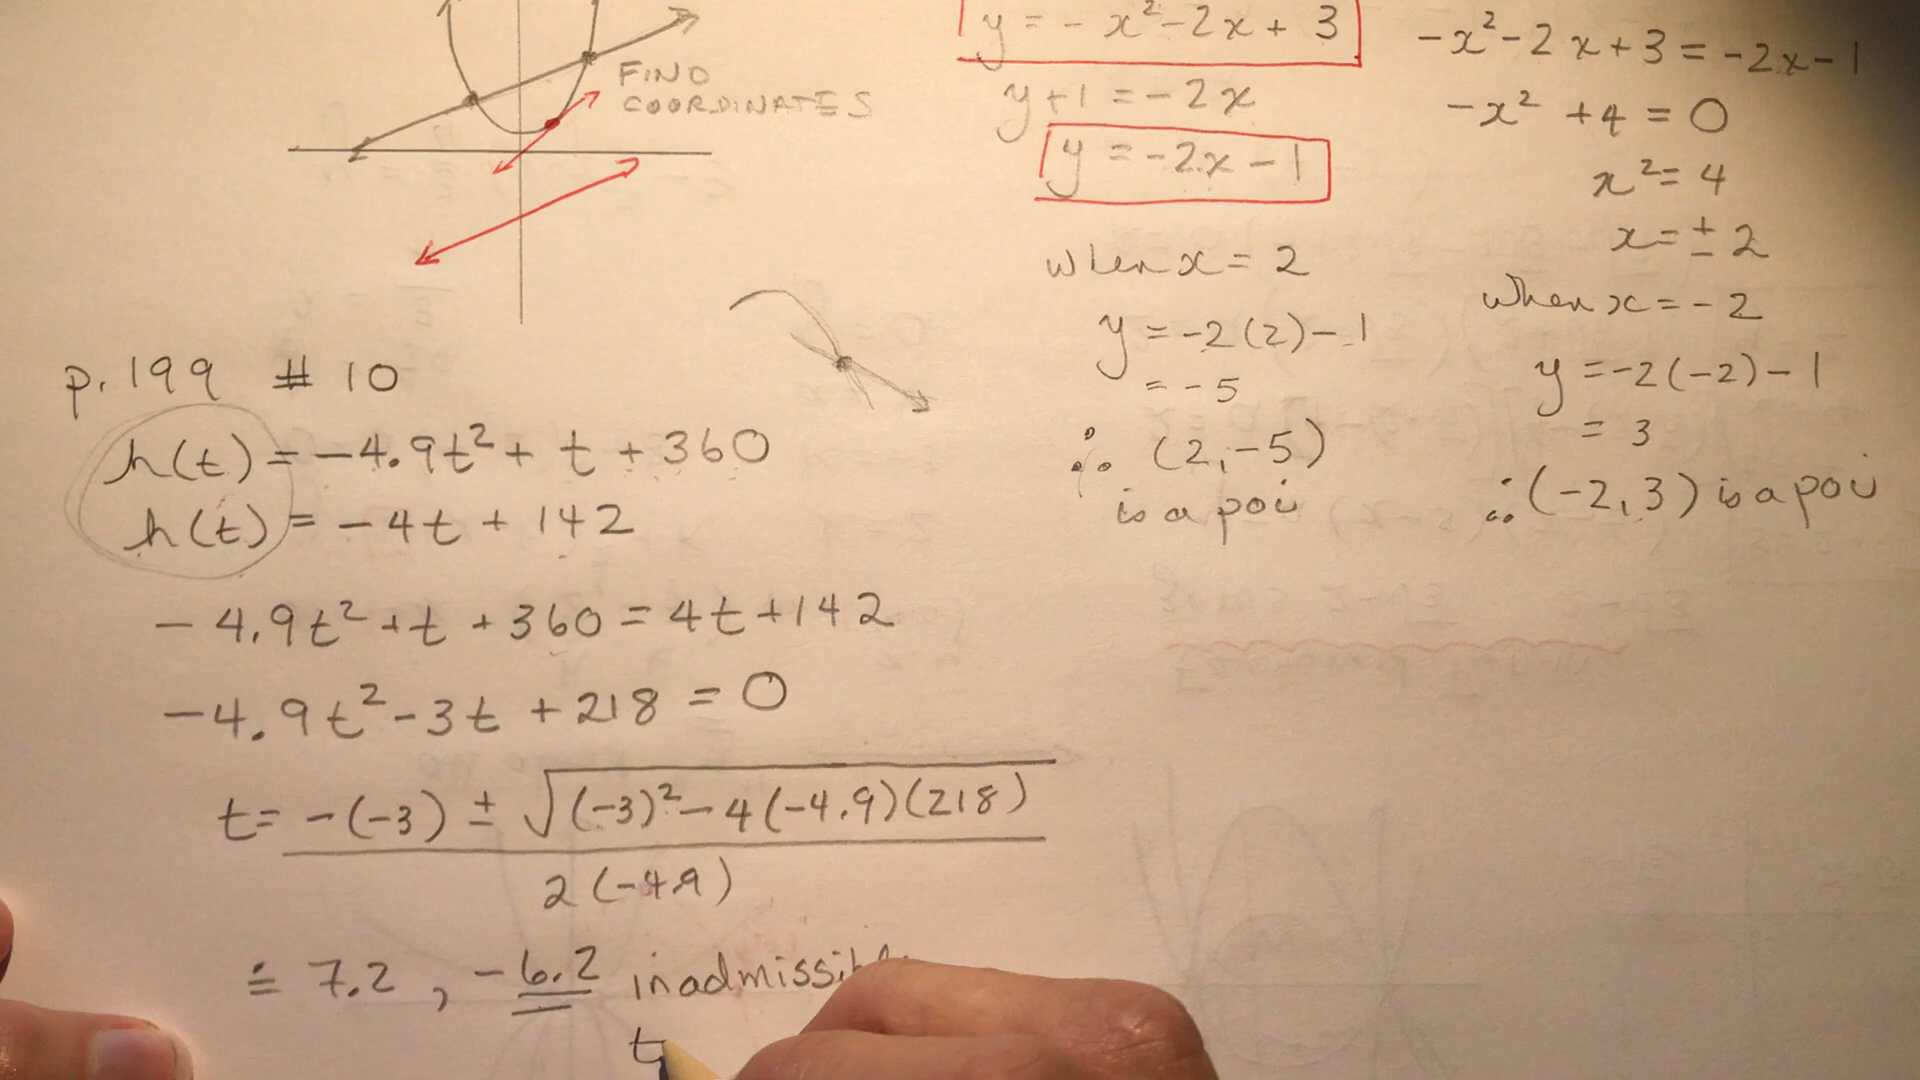 FIND
COORDINATES
y = -x²-2x+3
y+1 = -2x
y = -2x-1
when x = 2
y = -2(2)-1
= -5
∴ (2,-5)
is a poi
-x²-2x+3 = -2x-1
-x² +4 = 0
x² = 4
x = ± 2
when x = -2
y = -2(-2)-1
= 3
∴ (-2,3) is a poi
p. 199 # 10
h(t) = -4.9t² + t + 360
h(t) = -4t + 142
-4.9t² + t + 360 = 4t + 142
-4.9t² - 3t + 218 = 0
t = -(-3) ± √(-3)² - 4(-4.9)(218)
2(-4.9)
≐ 7.2 , -6.2 inadmissibl
t